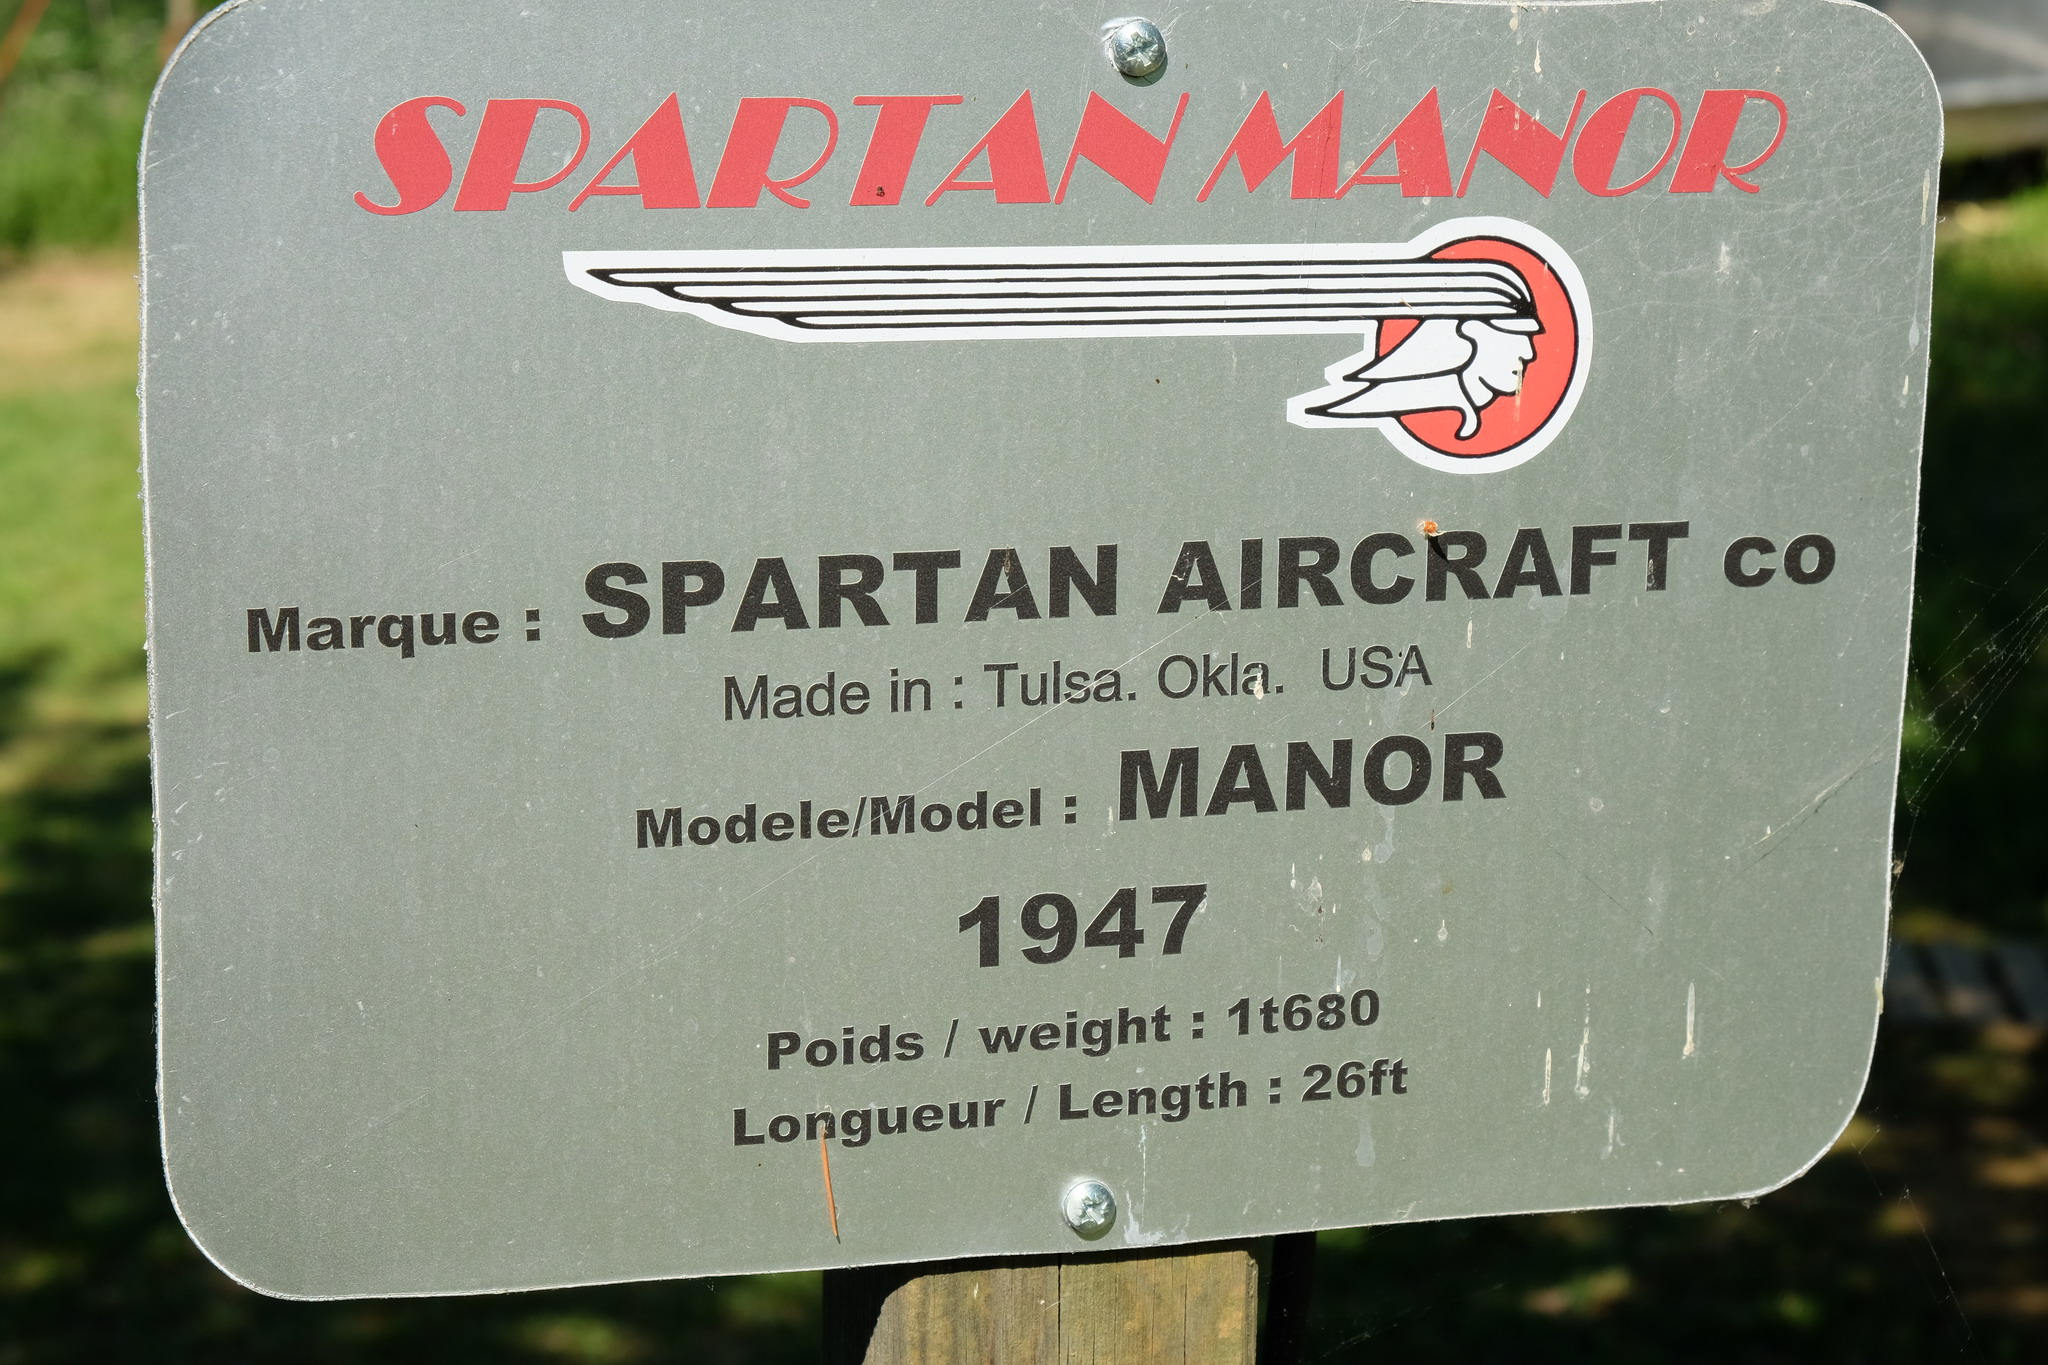 SPARTAN MANOR
Marque : SPARTAN AIRCRAFT co
Made in : Tulsa. Okla. USA
Modele/Model : MANOR
1947
Poids / weight : 1t680
Longueur / Length : 26ft